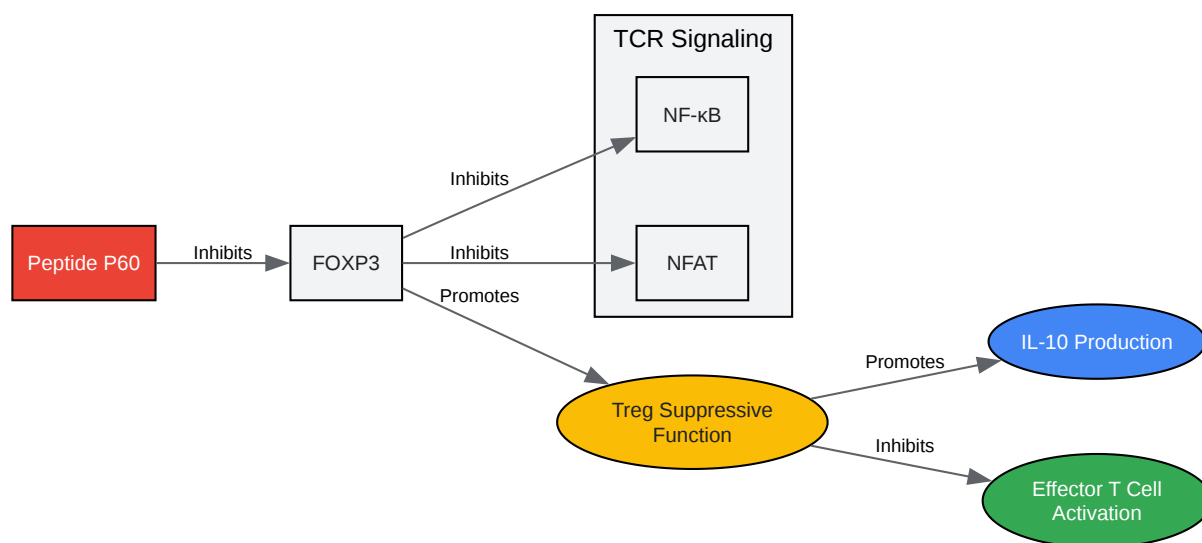 TCR Signaling
NF-κB
Inhibits
Peptide P60
Inhibits
FOXP3
Inhibits
NFAT
Promotes
IL-10 Production
Promotes
Treg Suppressive
Function
Inhibits
Effector T Cell
Activation